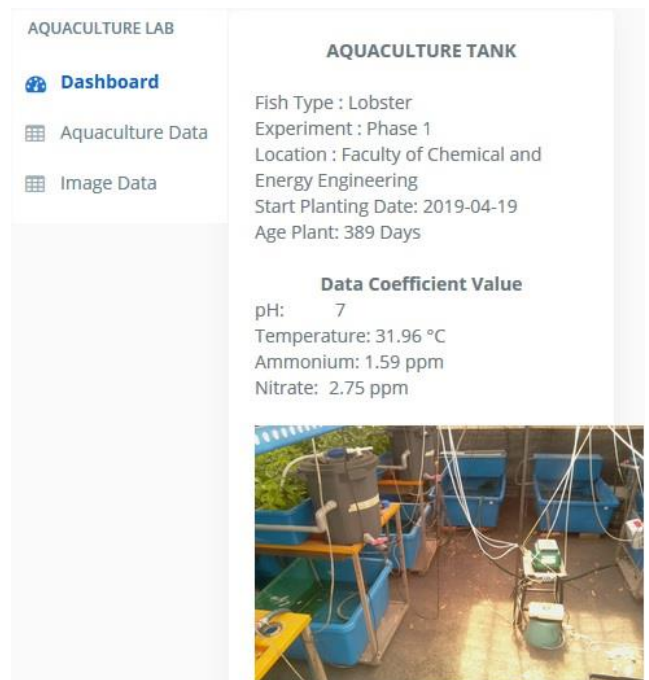 AQUACULTURE LAB
Dashboard
Aquaculture Data
Image Data
AQUACULTURE TANK
Fish Type : Lobster
Experiment : Phase 1
Location : Faculty of Chemical and
Energy Engineering
Start Planting Date: 2019-04-19
Age Plant: 389 Days
Data Coefficient Value
pH: 7
Temperature: 31.96 °C
Ammonium: 1.59 ppm
Nitrate: 2.75 ppm